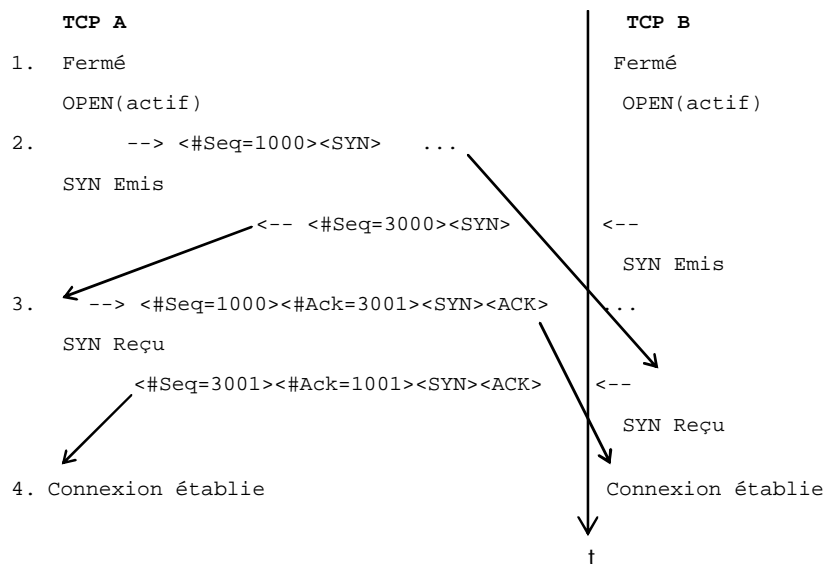 TCP A TCP B
1. Fermé Fermé
OPEN(actif) OPEN(actif)
2. --> <#Seq=1000><SYN> ...
SYN Emis
<-- <#Seq=3000><SYN> <--
SYN Emis
3. --> <#Seq=1000><#Ack=3001><SYN><ACK> ...
SYN Reçu
<#Seq=3001><#Ack=1001><SYN><ACK> <--
SYN Reçu
4. Connexion établie Connexion établie
t